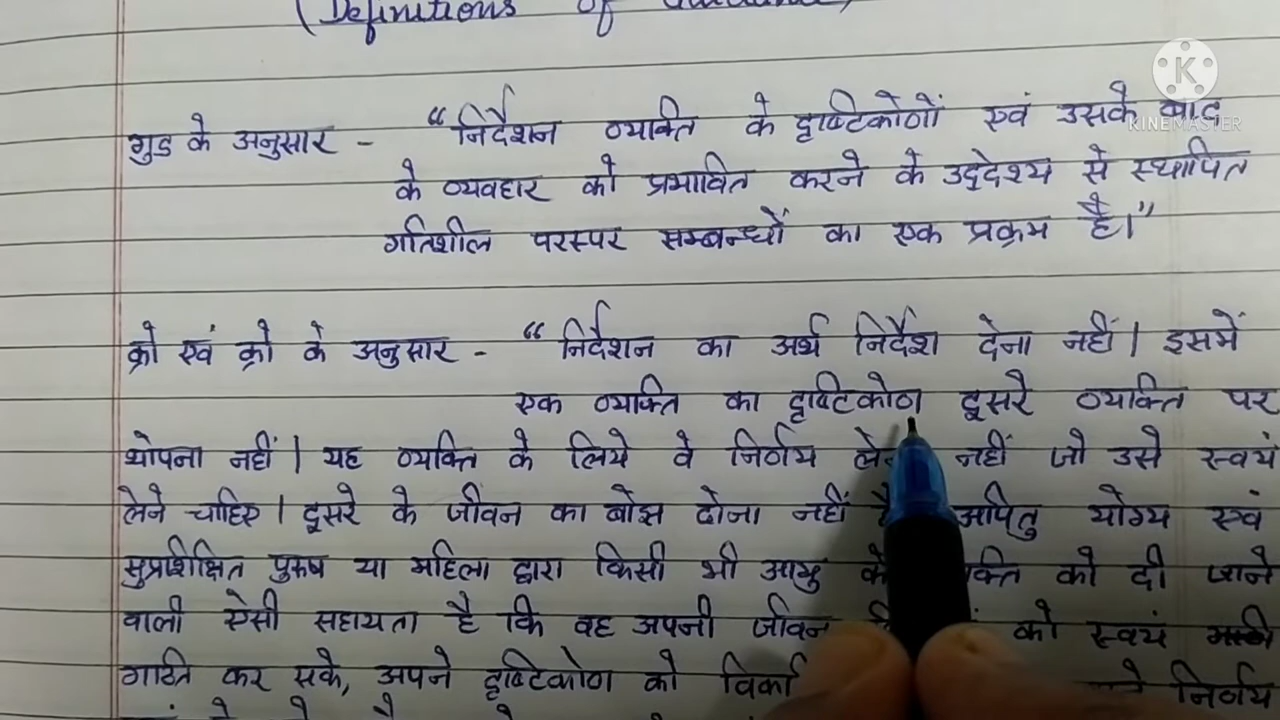 (Definitions of Guidance)
गुड के अनुसार - “निर्देशन व्यक्ति के दृष्टिकोणों एवं उसके बाद
के व्यवहार को प्रभावित करने के उद्देश्य से स्थापित
गतिशील परस्पर सम्बन्धों का एक प्रक्रम है।”
क्रो एवं क्रो के अनुसार - “निर्देशन का अर्थ निर्देश देना नहीं। इसमें
एक व्यक्ति का दृष्टिकोण दूसरे व्यक्ति पर
थोपना नहीं। यह व्यक्ति के लिये वे निर्णय नहीं जो उसे स्वयं
लेने चाहिए। दूसरे के जीवन का बोझ ढोना नहीं अपितु योग्य एवं
सुप्रशिक्षित पुरुष या महिला द्वारा किसी भी आयु के को दी जाने
वाली ऐसी सहायता है कि वह अपनी जीवन को स्वयं
गठित कर सके, अपने दृष्टिकोण को निर्णय
KINEMASTER